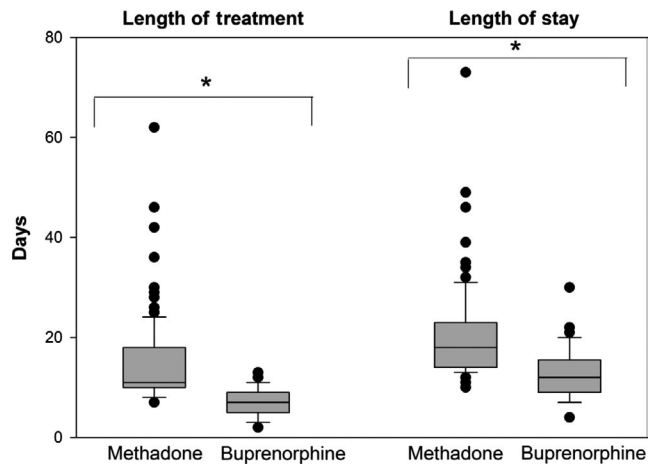 Length of treatment
Length of stay
80
*
*
60
Days
40
20
0
Methadone
Buprenorphine
Methadone
Buprenorphine